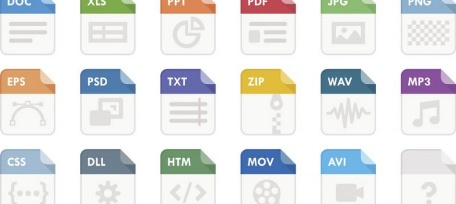 DOC XLS PPT PDF JPG PNG
EPS PSD TXT ZIP WAV MP3
CSS DLL HTM MOV AVI
{...} </> ?